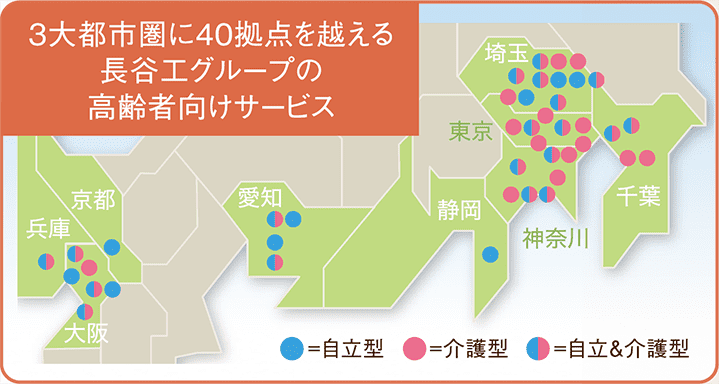 3大都市圏に40拠点を越える
長谷工グループの
高齢者向けサービス
埼玉
東京
千葉
神奈川
静岡
愛知
京都
兵庫
大阪
=自立型
=介護型
=自立&介護型